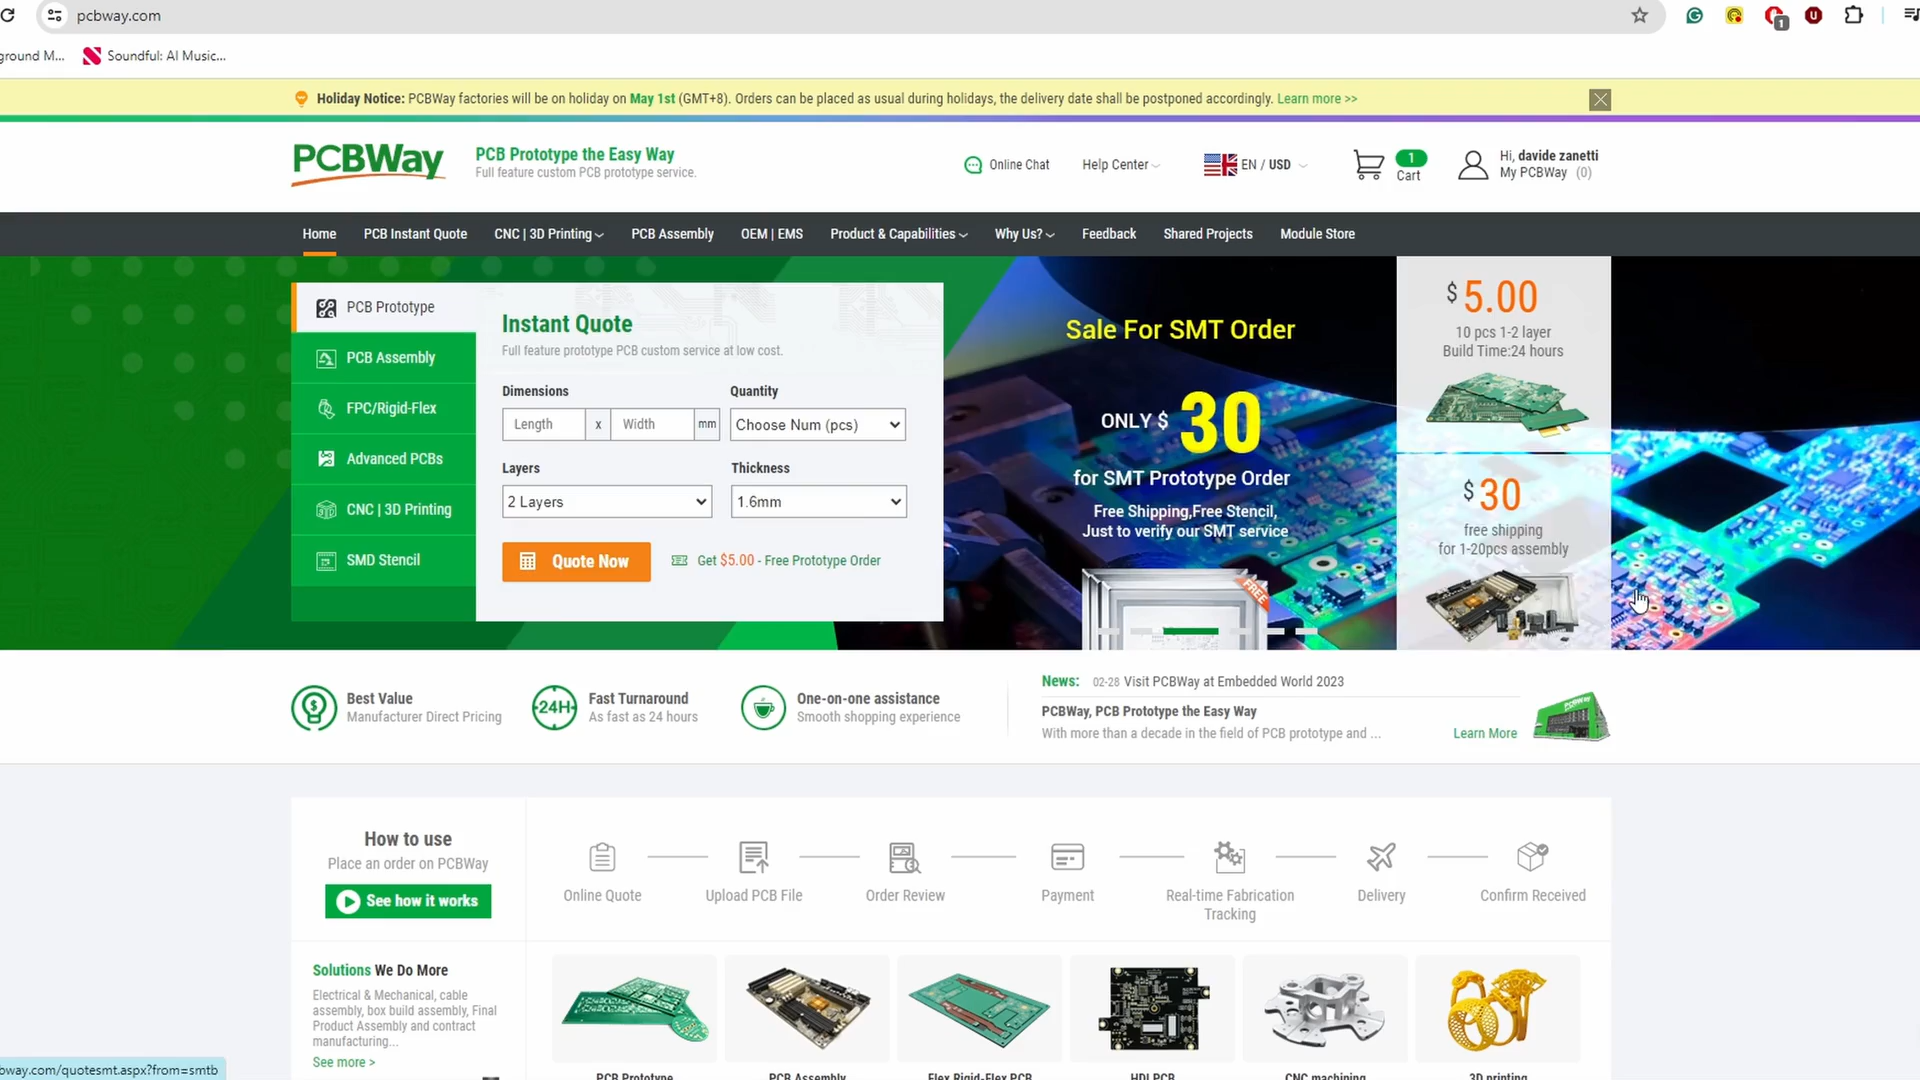 pcbway.com
ground M...
Soundful: AI Music...
1
Holiday Notice: PCBWay factories will be on holiday on May 1st (GMT+8). Orders can be placed as usual during holidays, the delivery date shall be postponed accordingly. Learn more >>
PCBWay
PCB Prototype the Easy Way
Full feature custom PCB prototype service.
Online Chat
Help Center
EN / USD
1
Cart
Hi, davide zanetti
My PCBWay (0)
Home
PCB Instant Quote
CNC | 3D Printing
PCB Assembly
OEM | EMS
Product & Capabilities
Why Us?
Feedback
Shared Projects
Module Store
PCB Prototype
PCB Assembly
FPC/Rigid-Flex
Advanced PCBs
CNC | 3D Printing
SMD Stencil
Instant Quote
Full feature prototype PCB custom service at low cost.
Dimensions
Quantity
Length x Width mm
Choose Num (pcs)
Layers
Thickness
2 Layers
1.6mm
Quote Now
Get $5.00 - Free Prototype Order
Sale For SMT Order
ONLY $ 30
for SMT Prototype Order
Free Shipping,Free Stencil,
Just to verify our SMT service
FREE
$ 5.00
10 pcs 1-2 layer
Build Time:24 hours
$ 30
free shipping
for 1-20pcs assembly
Best Value
Manufacturer Direct Pricing
24H
Fast Turnaround
As fast as 24 hours
One-on-one assistance
Smooth shopping experience
News: 02-28 Visit PCBWay at Embedded World 2023
PCBWay, PCB Prototype the Easy Way
With more than a decade in the field of PCB prototype and ...
Learn More
How to use
Place an order on PCBWay
See how it works
Online Quote
Upload PCB File
Order Review
Payment
Real-time Fabrication
Tracking
Delivery
Confirm Received
Solutions We Do More
Electrical & Mechanical, cable
assembly, box build assembly, Final
Product Assembly and contract
manufacturing...
See more >
PCB Prototype
PCB Assembly
Flex Rigid-Flex PCB
HDI PCB
CNC machining
3D printing
bway.com/quotesmt.aspx?from=smtb